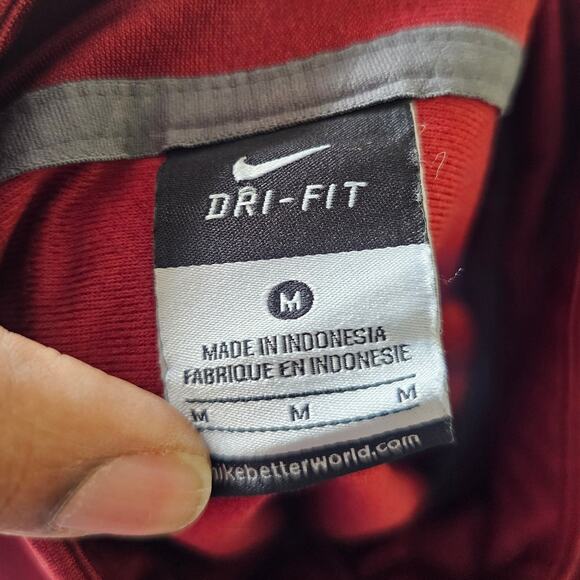 DRI-FIT
M
MADE IN INDONESIA
FABRIQUE EN INDONESIE
M M M
nikebetterworld.com